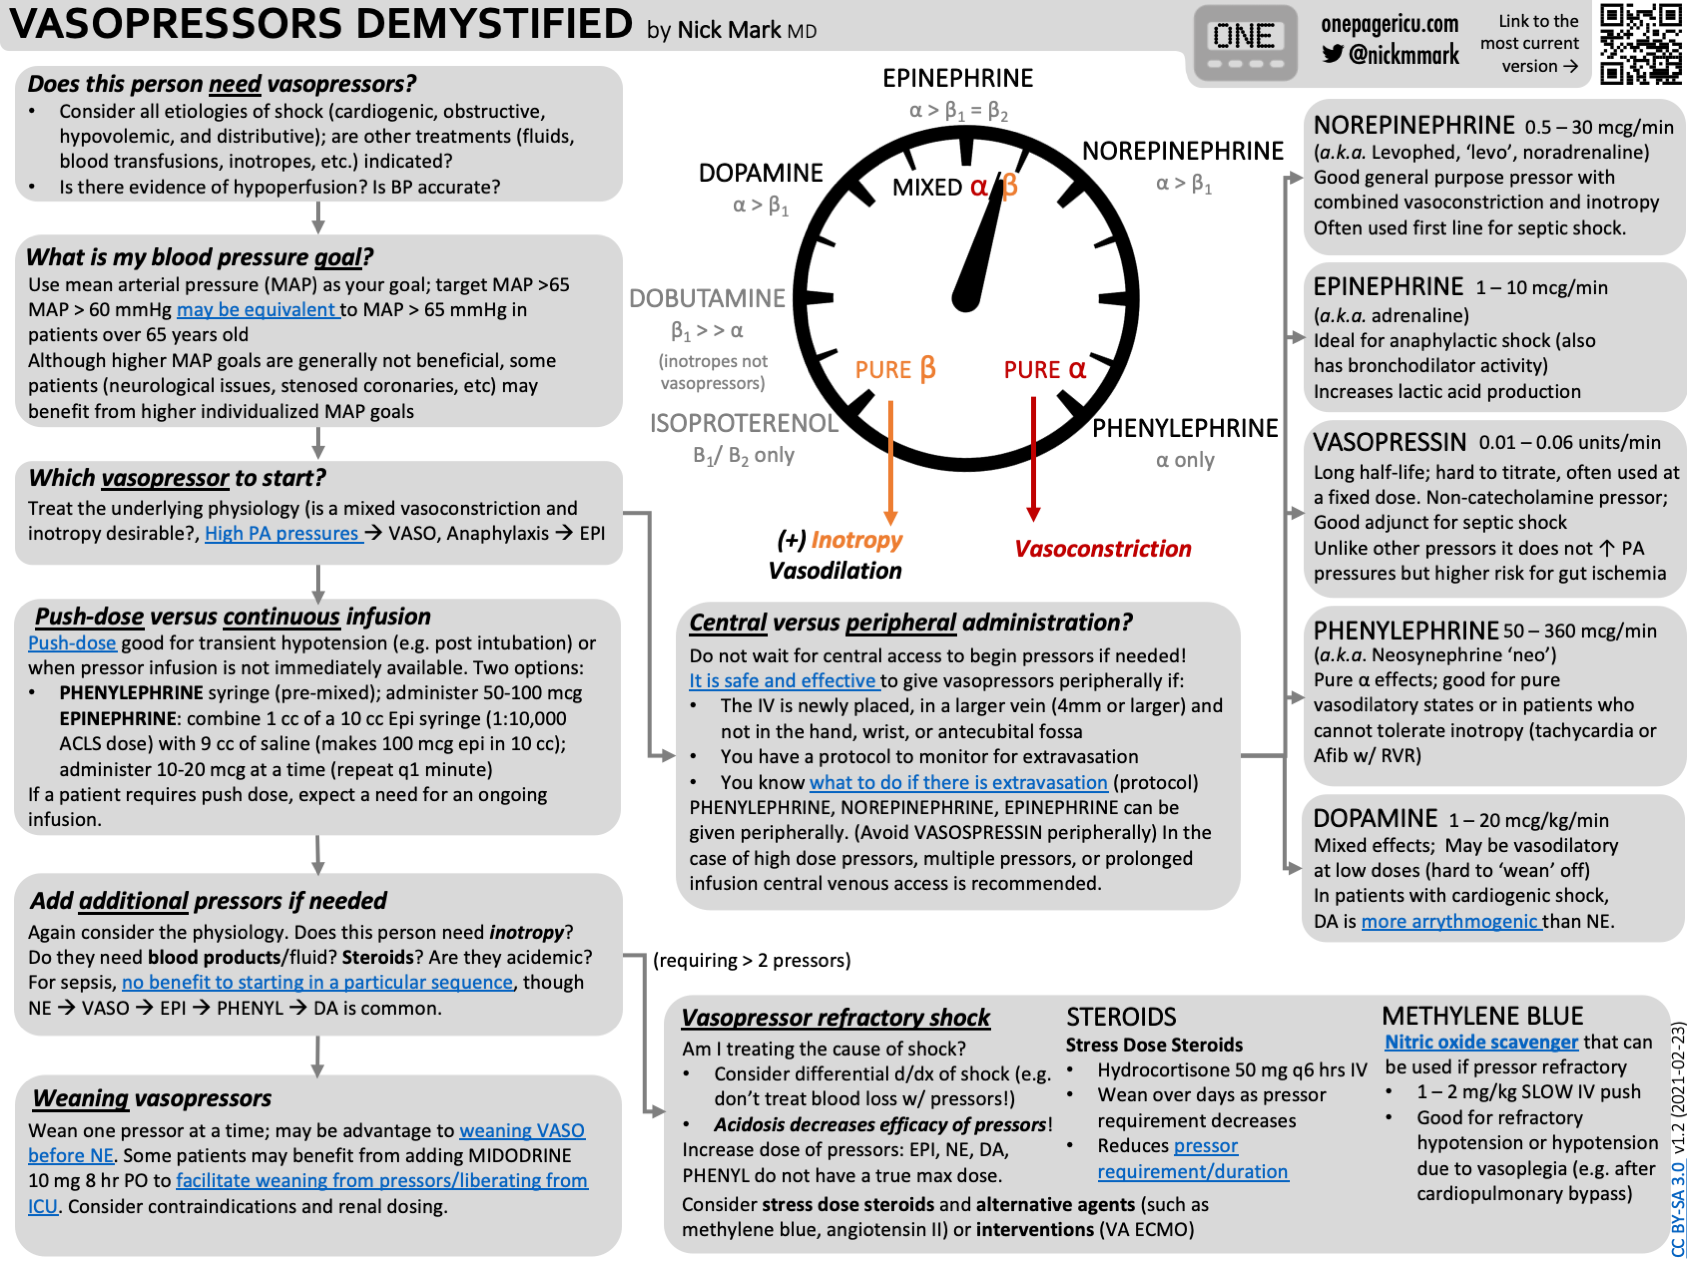 VASOPRESSORS DEMYSTIFIED by Nick Mark MD
ONE
onepagericu.com
@nickmmark
Link to the
most current
version →
Does this person need vasopressors?
• Consider all etiologies of shock (cardiogenic, obstructive,
hypovolemic, and distributive); are other treatments (fluids,
blood transfusions, inotropes, etc.) indicated?
• Is there evidence of hypoperfusion? Is BP accurate?
What is my blood pressure goal?
Use mean arterial pressure (MAP) as your goal; target MAP >65
MAP > 60 mmHg may be equivalent to MAP > 65 mmHg in
patients over 65 years old
Although higher MAP goals are generally not beneficial, some
patients (neurological issues, stenosed coronaries, etc) may
benefit from higher individualized MAP goals
Which vasopressor to start?
Treat the underlying physiology (is a mixed vasoconstriction and
inotropy desirable?, High PA pressures → VASO, Anaphylaxis → EPI
Push-dose versus continuous infusion
Push-dose good for transient hypotension (e.g. post intubation) or
when pressor infusion is not immediately available. Two options:
• PHENYLEPHRINE syringe (pre-mixed); administer 50-100 mcg
EPINEPHRINE: combine 1 cc of a 10 cc Epi syringe (1:10,000
ACLS dose) with 9 cc of saline (makes 100 mcg epi in 10 cc);
administer 10-20 mcg at a time (repeat q1 minute)
If a patient requires push dose, expect a need for an ongoing
infusion.
Add additional pressors if needed
Again consider the physiology. Does this person need inotropy?
Do they need blood products/fluid? Steroids? Are they acidemic?
For sepsis, no benefit to starting in a particular sequence, though
NE → VASO → EPI → PHENYL → DA is common.
Weaning vasopressors
Wean one pressor at a time; may be advantage to weaning VASO
before NE. Some patients may benefit from adding MIDODRINE
10 mg 8 hr PO to facilitate weaning from pressors/liberating from
ICU. Consider contraindications and renal dosing.
EPINEPHRINE
α > β1 = β2
DOPAMINE
α > β1
NOREPINEPHRINE
α > β1
MIXED α/β
DOBUTAMINE
β1 > > α
(inotropes not
vasopressors)
PURE β
PURE α
ISOPROTERENOL
B1/ B2 only
PHENYLEPHRINE
α only
(+) Inotropy
Vasodilation
Vasoconstriction
Central versus peripheral administration?
Do not wait for central access to begin pressors if needed!
It is safe and effective to give vasopressors peripherally if:
• The IV is newly placed, in a larger vein (4mm or larger) and
not in the hand, wrist, or antecubital fossa
• You have a protocol to monitor for extravasation
• You know what to do if there is extravasation (protocol)
PHENYLEPHRINE, NOREPINEPHRINE, EPINEPHRINE can be
given peripherally. (Avoid VASOSPRESSIN peripherally) In the
case of high dose pressors, multiple pressors, or prolonged
infusion central venous access is recommended.
NOREPINEPHRINE 0.5 – 30 mcg/min
(a.k.a. Levophed, ‘levo’, noradrenaline)
Good general purpose pressor with
combined vasoconstriction and inotropy
Often used first line for septic shock.
EPINEPHRINE 1 – 10 mcg/min
(a.k.a. adrenaline)
Ideal for anaphylactic shock (also
has bronchodilator activity)
Increases lactic acid production
VASOPRESSIN 0.01 – 0.06 units/min
Long half-life; hard to titrate, often used at
a fixed dose. Non-catecholamine pressor;
Good adjunct for septic shock
Unlike other pressors it does not ↑ PA
pressures but higher risk for gut ischemia
PHENYLEPHRINE 50 – 360 mcg/min
(a.k.a. Neosynephrine ‘neo’)
Pure α effects; good for pure
vasodilatory states or in patients who
cannot tolerate inotropy (tachycardia or
Afib w/ RVR)
DOPAMINE 1 – 20 mcg/kg/min
Mixed effects; May be vasodilatory
at low doses (hard to ‘wean’ off)
In patients with cardiogenic shock,
DA is more arrythmogenic than NE.
(requiring > 2 pressors)
Vasopressor refractory shock
Am I treating the cause of shock?
• Consider differential d/dx of shock (e.g.
don’t treat blood loss w/ pressors!)
• Acidosis decreases efficacy of pressors!
Increase dose of pressors: EPI, NE, DA,
PHENYL do not have a true max dose.
Consider stress dose steroids and alternative agents (such as
methylene blue, angiotensin II) or interventions (VA ECMO)
STEROIDS
Stress Dose Steroids
• Hydrocortisone 50 mg q6 hrs IV
• Wean over days as pressor
requirement decreases
• Reduces pressor
requirement/duration
METHYLENE BLUE
Nitric oxide scavenger that can
be used if pressor refractory
• 1 – 2 mg/kg SLOW IV push
• Good for refractory
hypotension or hypotension
due to vasoplegia (e.g. after
cardiopulmonary bypass)
CC BY-SA 3.0 v1.2 (2021-02-23)